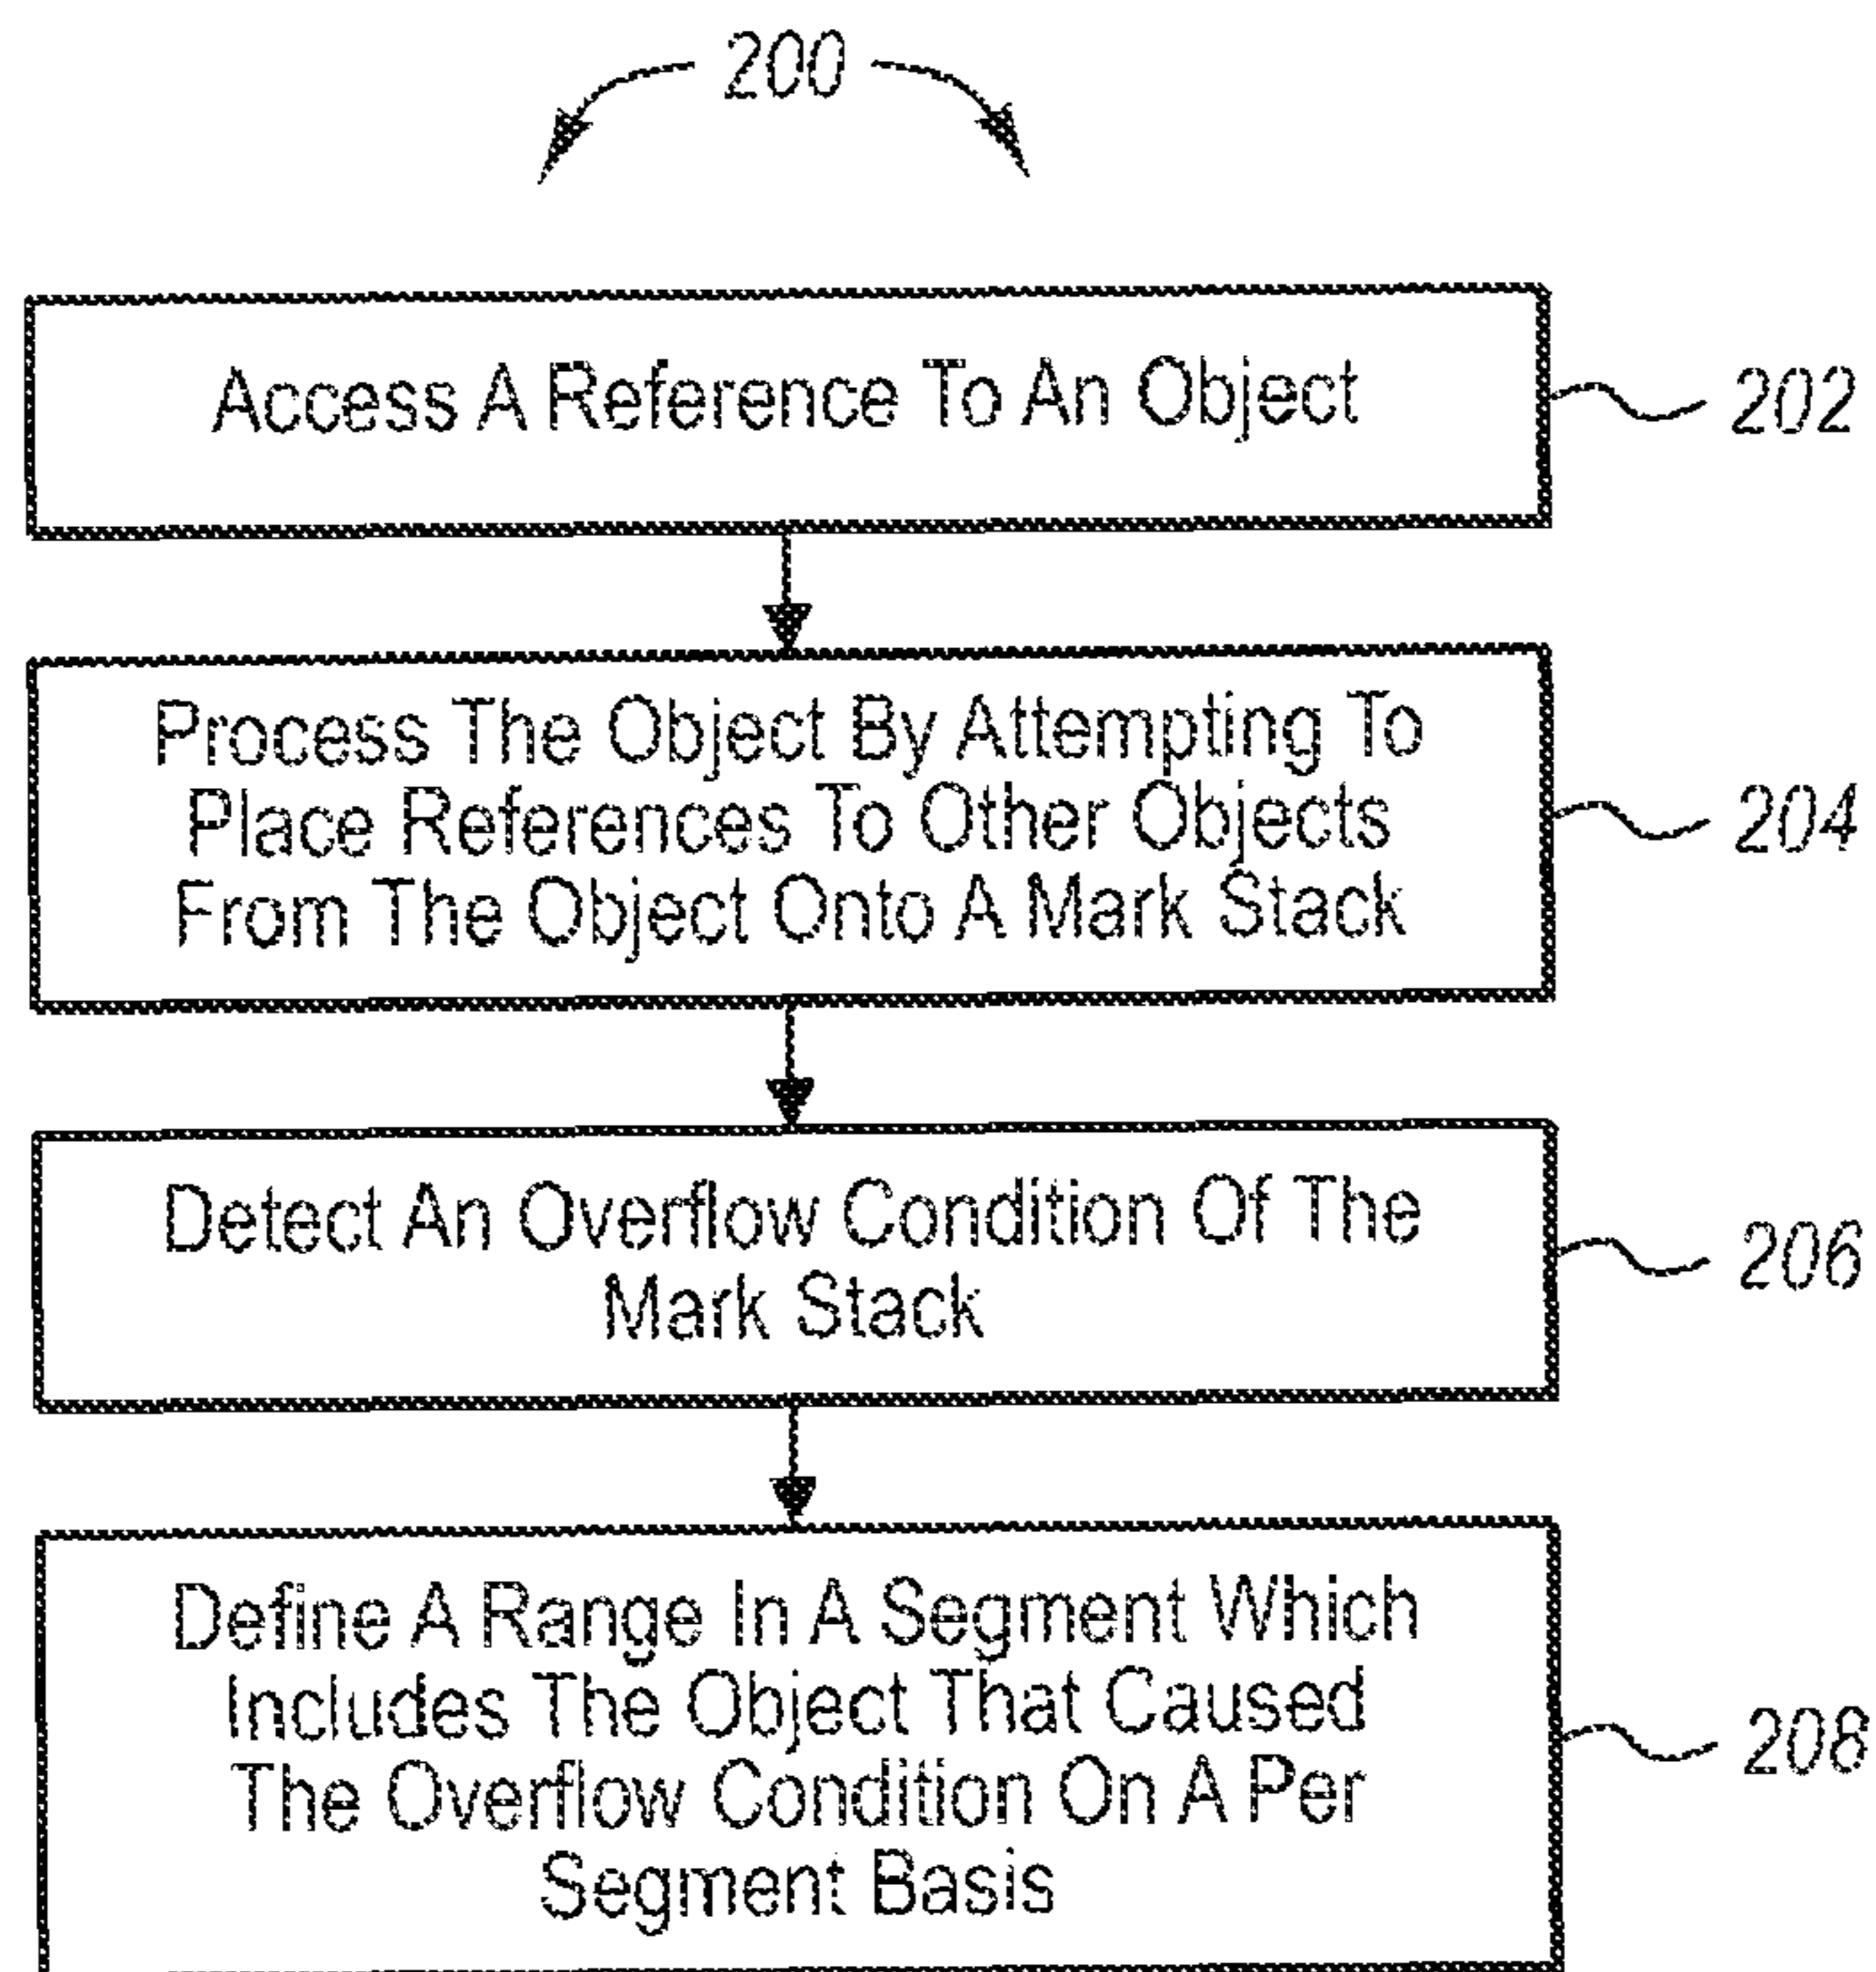 200
Access A Reference To An Object
202
Process The Object By Attempting To
Place References To Other Objects
From The Object Onto A Mark Stack
204
Detect An Overflow Condition Of The
Mark Stack
206
Define A Range In A Segment Which
Includes The Object That Caused
The Overflow Condition On A Per
Segment Basis
208